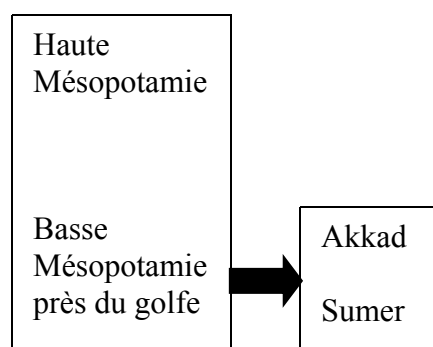 Haute
Mésopotamie
Basse
Mésopotamie
près du golfe
Akkad
Sumer